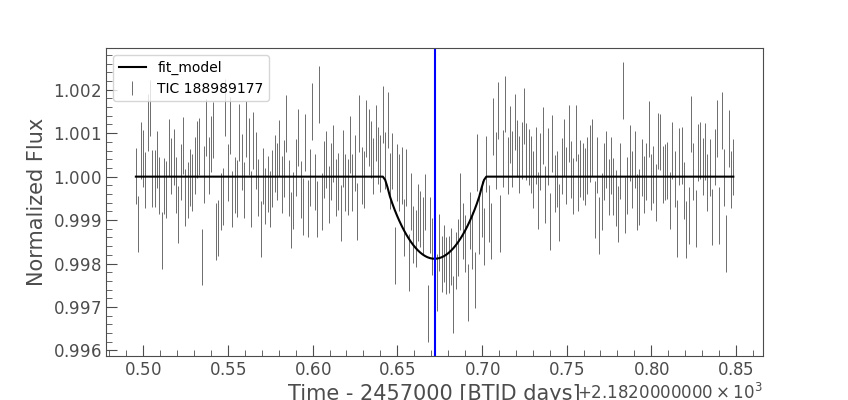 fit_model
TIC 188989177
Normalized Flux
1.002
1.001
1.000
0.999
0.998
0.997
0.996
0.50 0.55 0.60 0.65 0.70 0.75 0.80 0.85
Time - 2457000 [BTJD days]
+2.1820000000 × 10³